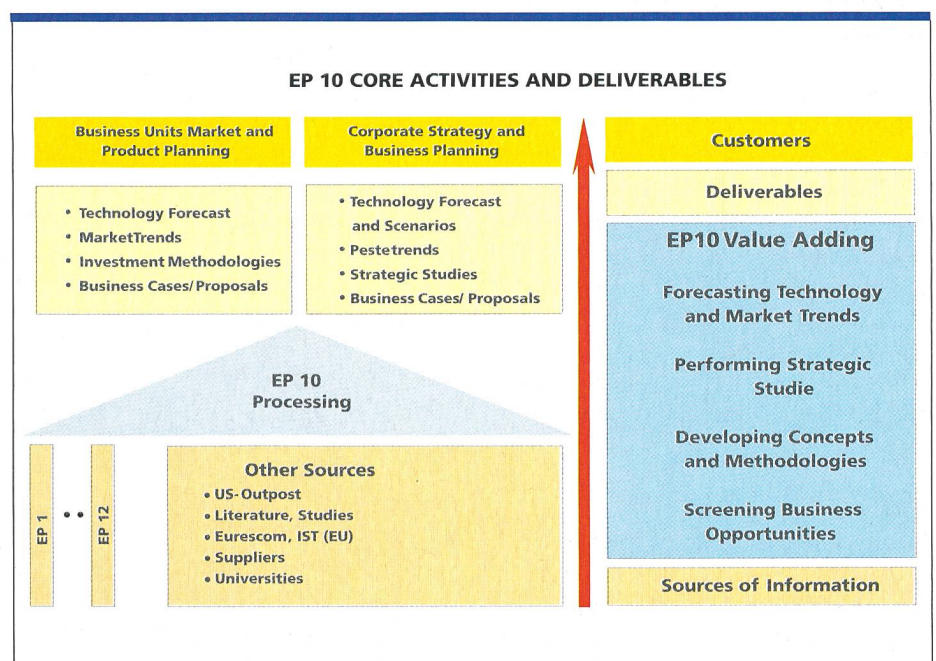 EP 10 CORE ACTIVITIES AND DELIVERABLES
Business Units Market and
Product Planning
Corporate Strategy and
Business Planning
Customers
• Technology Forecast
• MarketTrends
• Investment Methodologies
• Business Cases/ Proposals
• Technology Forecast
and Scenarios
• Pestetrends
• Strategic Studies
• Business Cases/ Proposals
Deliverables
EP 10
Processing
EP10 Value Adding
Forecasting Technology
and Market Trends
Performing Strategic
Studie
Developing Concepts
and Methodologies
Screening Business
Opportunities
EP 1
••
EP 12
Other Sources
• US-Outpost
• Literature, Studies
• Eurescom, IST (EU)
• Suppliers
• Universities
Sources of Information